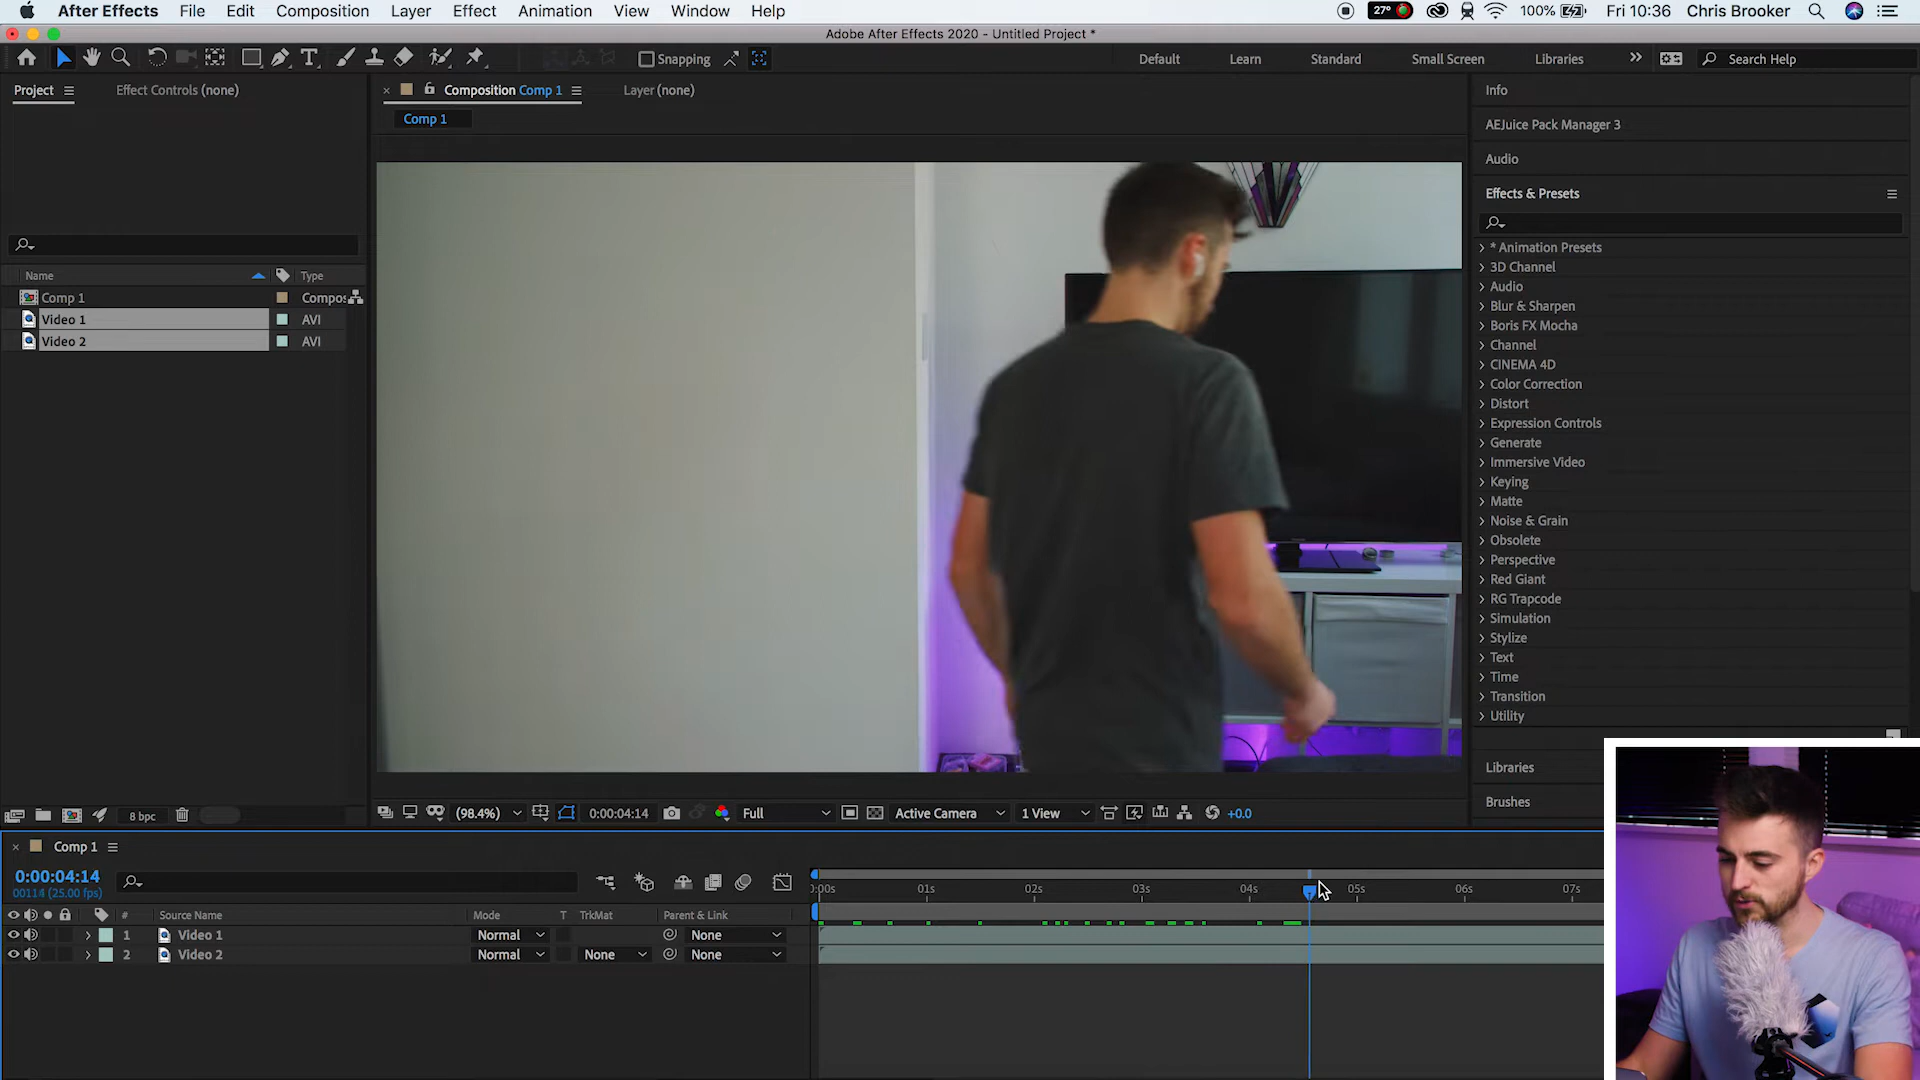 After Effects File Edit Composition Layer Effect Animation View Window Help 27° 100% Fri 10:36 Chris Brooker
Adobe After Effects 2020 - Untitled Project *
T Snapping Default Learn Standard Small Screen Libraries » Search Help
Project Effect Controls (none) × Composition Comp 1 Layer (none) Info
Comp 1 AEJuice Pack Manager 3
Audio
Effects & Presets
* Animation Presets
3D Channel
Audio
Blur & Sharpen
Boris FX Mocha
Channel
CINEMA 4D
Color Correction
Distort
Expression Controls
Generate
Immersive Video
Keying
Matte
Noise & Grain
Obsolete
Perspective
Red Giant
RG Trapcode
Simulation
Stylize
Text
Time
Transition
Utility
Libraries
Brushes
Name Type
Comp 1 Compos
Video 1 AVI
Video 2 AVI
8 bpc (98.4%) 0:00:04:14 Full Active Camera 1 View +0.0
× Comp 1
0:00:04:14
00114 (25.00 fps)
:00s 01s 02s 03s 04s 05s 06s 07s
# Source Name Mode T TrkMat Parent & Link
1 Video 1 Normal None
2 Video 2 Normal None None